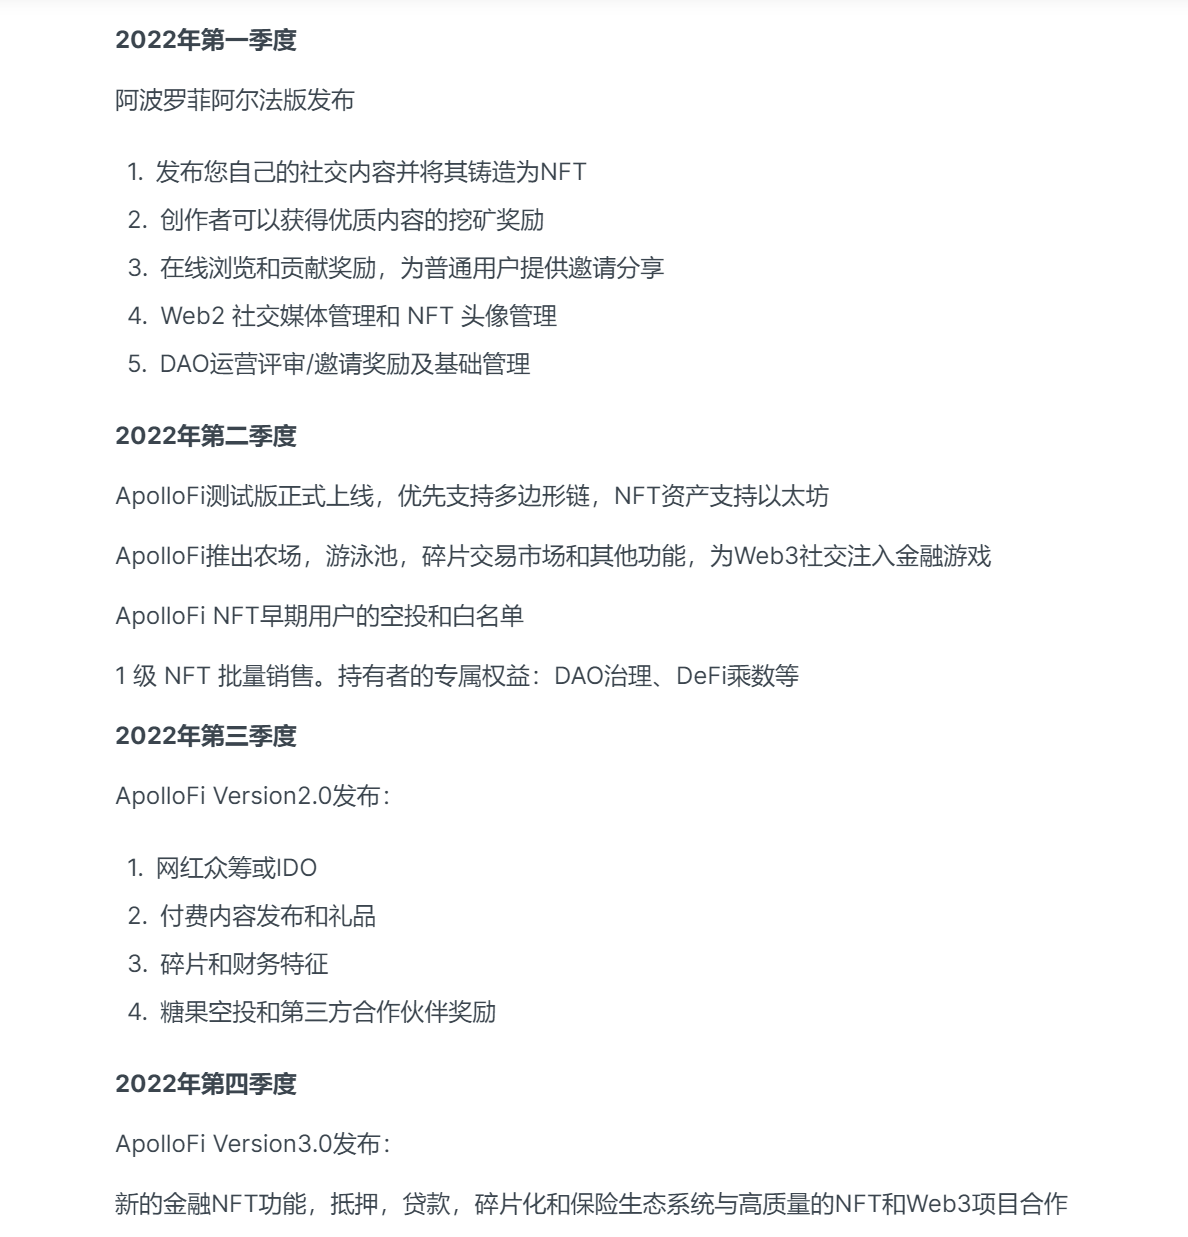 2022年第一季度
阿波罗菲阿尔法版发布
1. 发布您自己的社交内容并将其铸造为NFT
2. 创作者可以获得优质内容的挖矿奖励
3. 在线浏览和贡献奖励，为普通用户提供邀请分享
4. Web2 社交媒体管理和 NFT 头像管理
5. DAO运营评审/邀请奖励及基础管理
2022年第二季度
ApolloFi测试版正式上线，优先支持多边形链，NFT资产支持以太坊
ApolloFi推出农场，游泳池，碎片交易市场和其他功能，为Web3社交注入金融游戏
ApolloFi NFT早期用户的空投和白名单
1 级 NFT 批量销售。持有者的专属权益：DAO治理、DeFi乘数等
2022年第三季度
ApolloFi Version2.0发布：
1. 网红众筹或IDO
2. 付费内容发布和礼品
3. 碎片和财务特征
4. 糖果空投和第三方合作伙伴奖励
2022年第四季度
ApolloFi Version3.0发布：
新的金融NFT功能，抵押，贷款，碎片化和保险生态系统与高质量的NFT和Web3项目合作